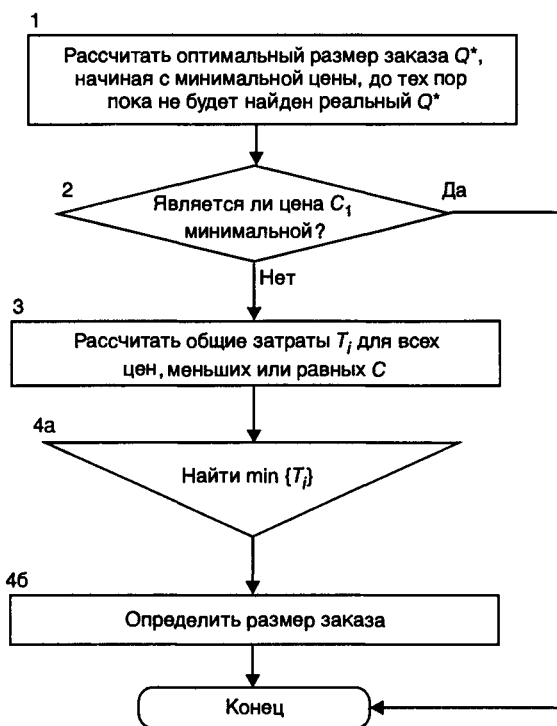 1
Рассчитать оптимальный размер заказа Q*,
начиная с минимальной цены, до тех пор
пока не будет найден реальный Q*
2
Да
Является ли цена C₁
минимальной?
Нет
3
Рассчитать общие затраты Tᵢ для всех
цен, меньших или равных C
4а
Найти min {Tᵢ}
4б
Определить размер заказа
Конец